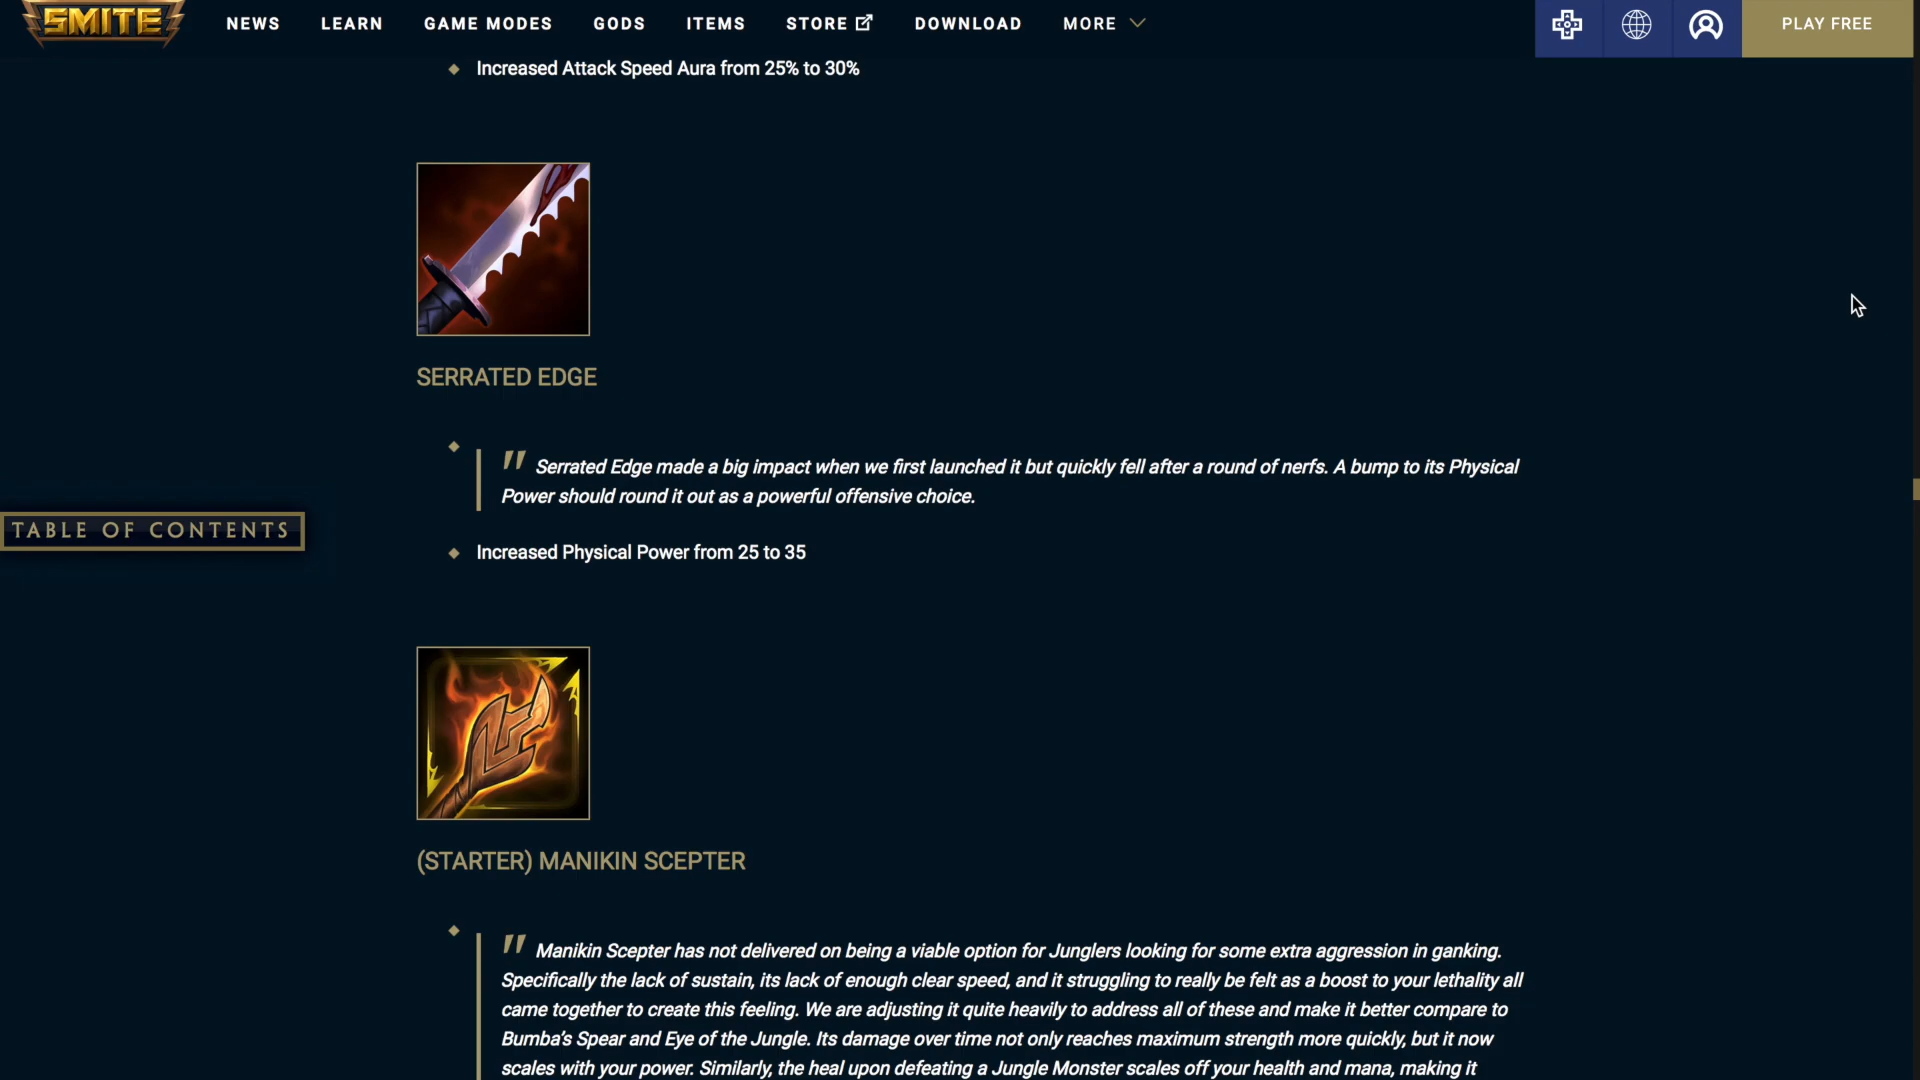 SMITE
NEWS LEARN GAME MODES GODS ITEMS STORE DOWNLOAD MORE PLAY FREE
Increased Attack Speed Aura from 25% to 30%
SERRATED EDGE
" Serrated Edge made a big impact when we first launched it but quickly fell after a round of nerfs. A bump to its Physical
Power should round it out as a powerful offensive choice.
TABLE OF CONTENTS
Increased Physical Power from 25 to 35
(STARTER) MANIKIN SCEPTER
" Manikin Scepter has not delivered on being a viable option for Junglers looking for some extra aggression in ganking.
Specifically the lack of sustain, its lack of enough clear speed, and it struggling to really be felt as a boost to your lethality all
came together to create this feeling. We are adjusting it quite heavily to address all of these and make it better compare to
Bumba's Spear and Eye of the Jungle. Its damage over time not only reaches maximum strength more quickly, but it now
scales with your power. Similarly, the heal upon defeating a Jungle Monster scales off your health and mana, making it